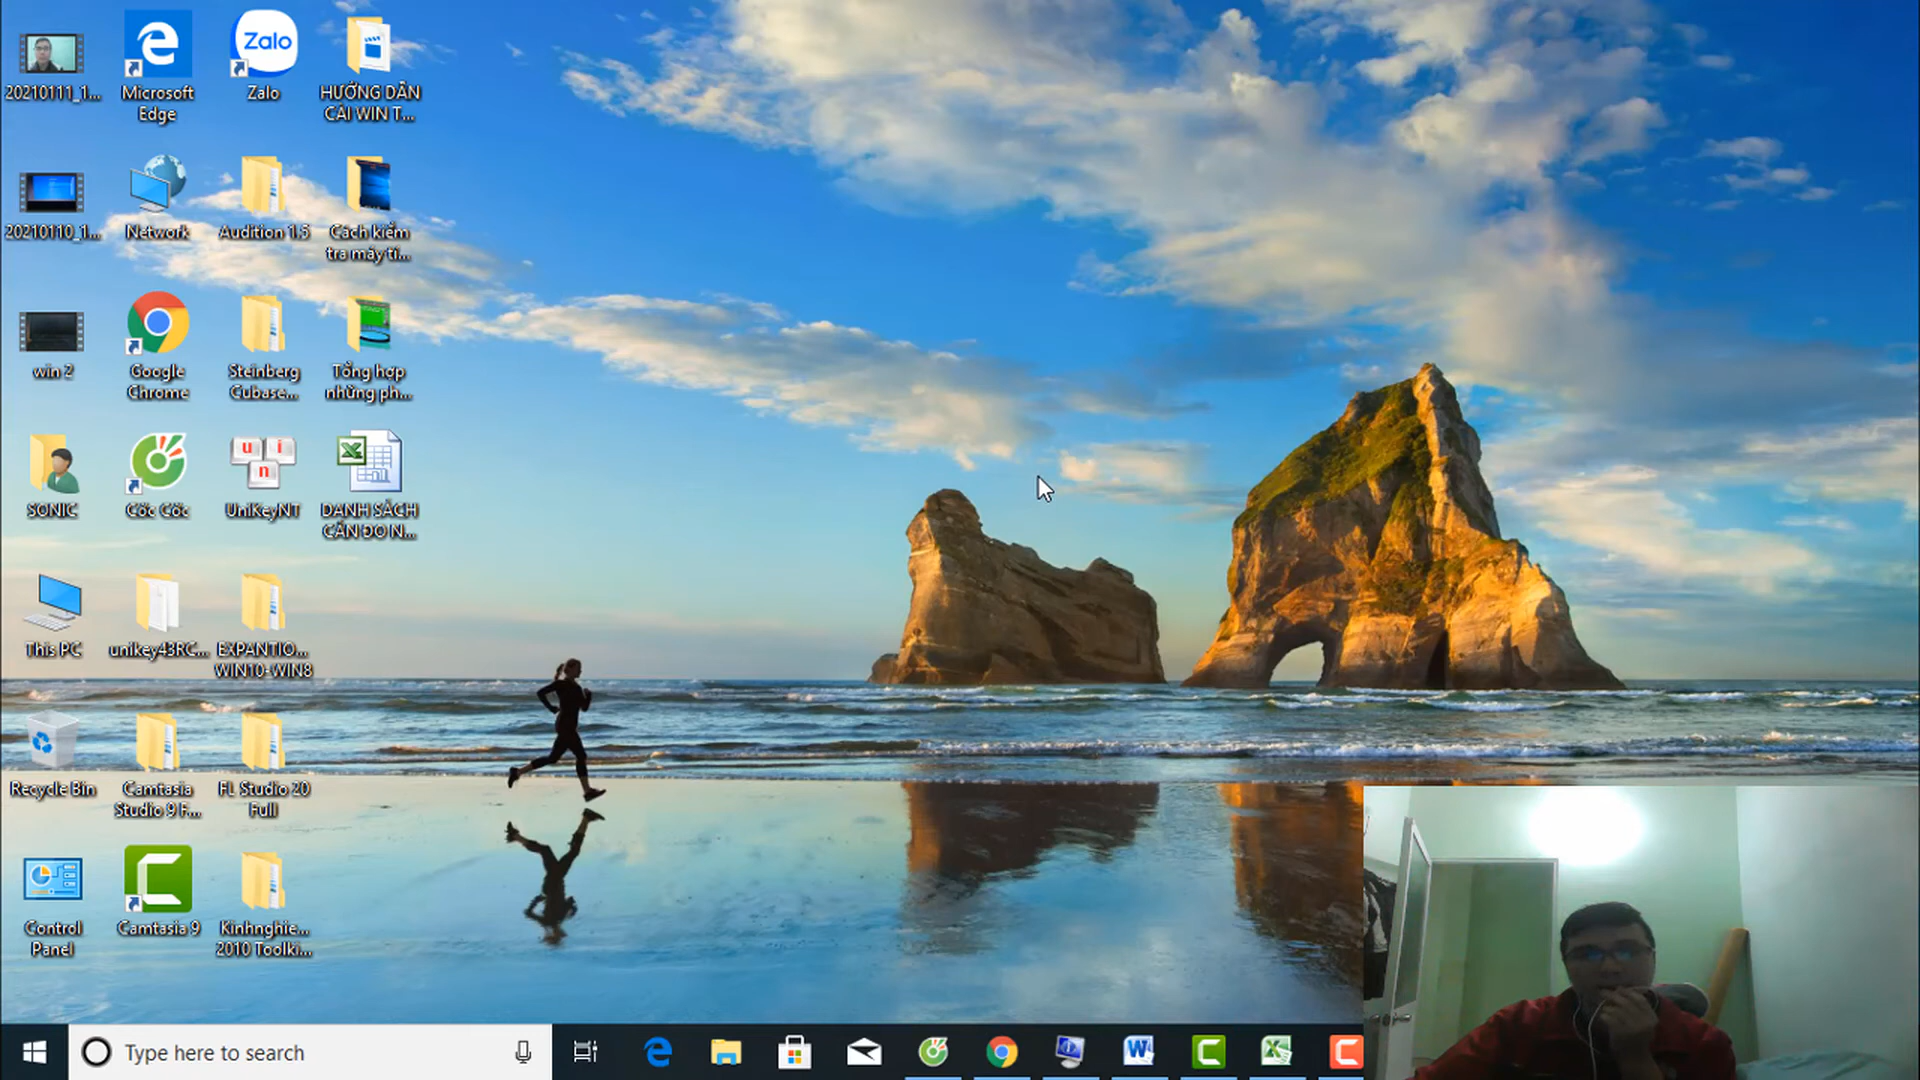 20210111_1...
Microsoft
Edge
Zalo
Zalo
HƯỚNG DẪN
CÀI WIN T...
20210110_1...
Network
Audition 1.5
Cách kiểm
tra máy tí...
win 2
Google
Chrome
Steinberg
Cubase...
Tổng hợp
những ph...
SONIC
Cốc Cốc
u i
n
UniKeyNT
DANH SÁCH
CẦN ĐO N...
This PC
unikey43RC...
EXPANTIO...
WIN10-WIN8
Recycle Bin
Camtasia
Studio 9 F...
FL Studio 20
Full
Control
Panel
Camtasia 9
Kinhnghie...
2010 Toolki...
Type here to search